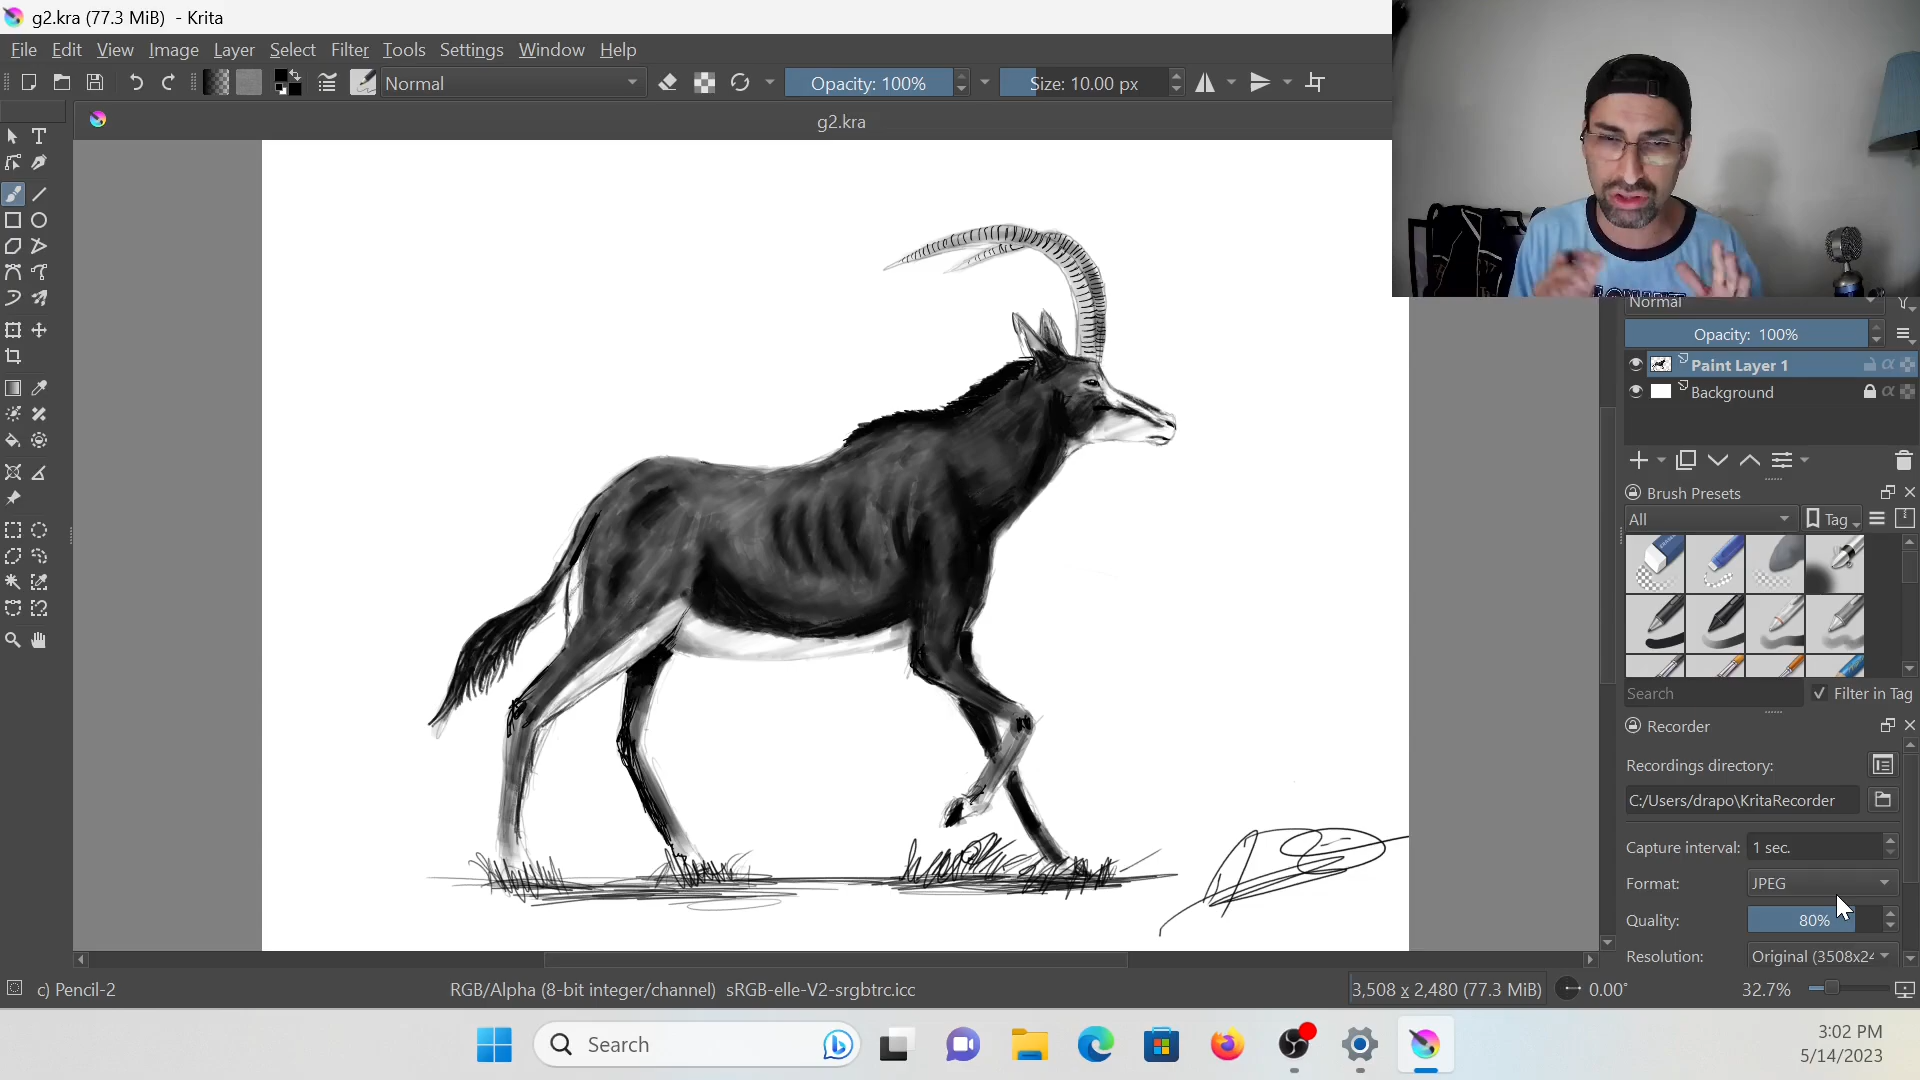 g2.kra (77.3 MiB) - Krita
File Edit View Image Layer Select Filter Tools Settings Window Help
Normal
Opacity: 100%
Size: 10.00 px
g2.kra
Normal
Opacity: 100%
Paint Layer 1
Background
Brush Presets
All
Tag
Search
Filter in Tag
Recorder
Recordings directory:
C:/Users/drapo\KritaRecorder
Capture interval: 1 sec.
Format: JPEG
Quality: 80%
Resolution: Original (3508x24
c) Pencil-2
RGB/Alpha (8-bit integer/channel) sRGB-elle-V2-srgbtrc.icc
3,508 x 2,480 (77.3 MiB)
0.00°
32.7%
Search
3:02 PM
5/14/2023